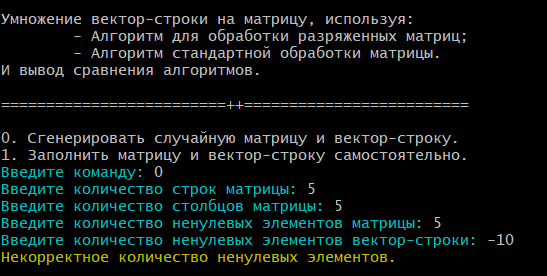 Умножение вектор-строки на матрицу, используя:
- Алгоритм для обработки разряженных матриц;
- Алгоритм стандартной обработки матрицы.
И вывод сравнения алгоритмов.
=========================++=========================
0. Сгенерировать случайную матрицу и вектор-строку.
1. Заполнить матрицу и вектор-строку самостоятельно.
Введите команду: 0
Введите количество строк матрицы: 5
Введите количество столбцов матрицы: 5
Введите количество ненулевых элементов матрицы: 5
Введите количество ненулевых элементов вектор-строки: -10
Некорректное количество ненулевых элементов.